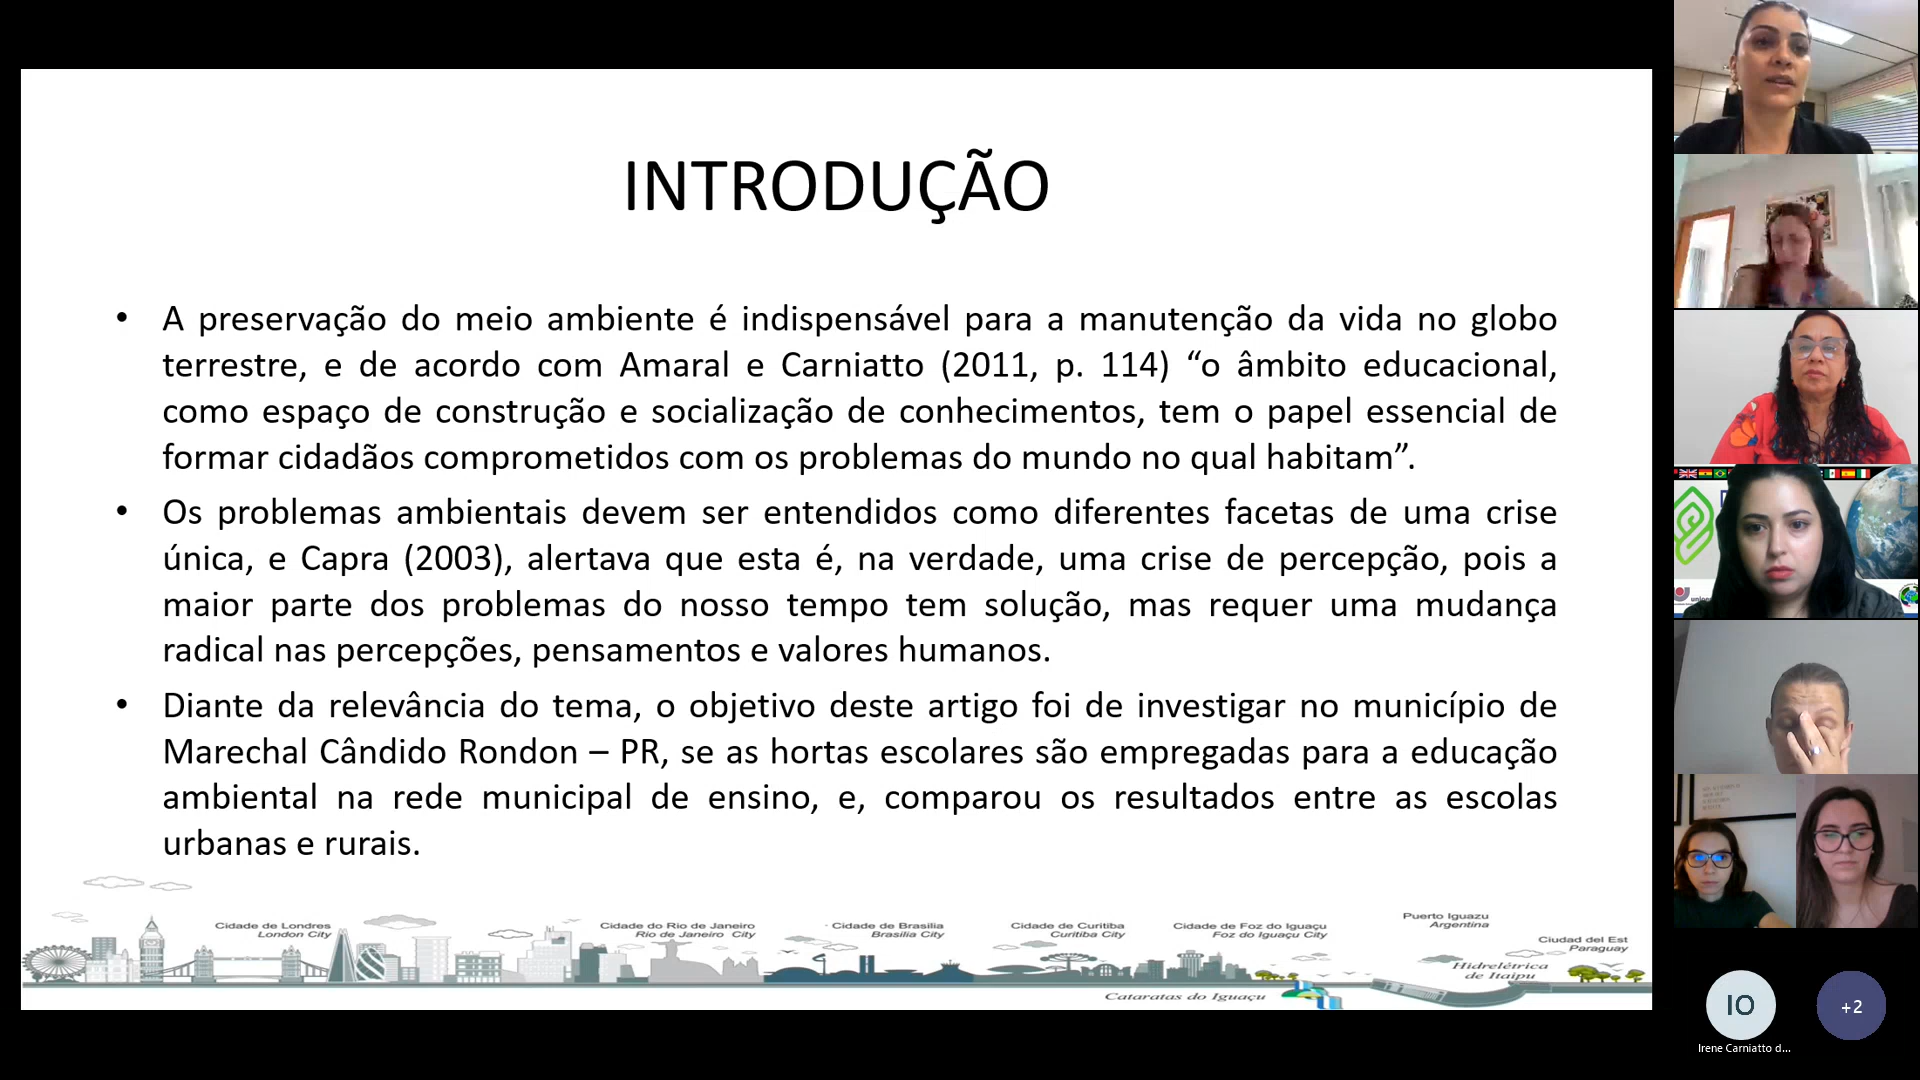 INTRODUÇÃO
• A preservação do meio ambiente é indispensável para a manutenção da vida no globo
terrestre, e de acordo com Amaral e Carniatto (2011, p. 114) “o âmbito educacional,
como espaço de construção e socialização de conhecimentos, tem o papel essencial de
formar cidadãos comprometidos com os problemas do mundo no qual habitam”.
• Os problemas ambientais devem ser entendidos como diferentes facetas de uma crise
única, e Capra (2003), alertava que esta é, na verdade, uma crise de percepção, pois a
maior parte dos problemas do nosso tempo tem solução, mas requer uma mudança
radical nas percepções, pensamentos e valores humanos.
• Diante da relevância do tema, o objetivo deste artigo foi de investigar no município de
Marechal Cândido Rondon – PR, se as hortas escolares são empregadas para a educação
ambiental na rede municipal de ensino, e, comparou os resultados entre as escolas
urbanas e rurais.
Cidade de Londres
London City
Cidade do Rio de Janeiro
Rio de Janeiro City
Cidade de Brasília
Brasilia City
Cidade de Curitiba
Curitiba City
Cidade de Foz do Iguaçu
Foz do Iguaçu City
Puerto Iguazu
Argentina
Ciudad del Est
Paraguay
Hidrelétrica
de Itaipu
Cataratas do Iguaçu
IO
+2
Irene Carniatto d...